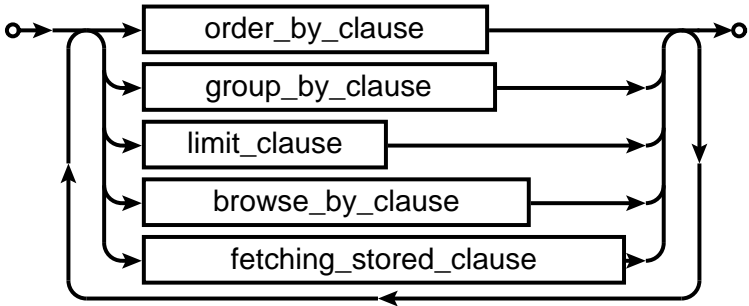 order_by_clause
group_by_clause
limit_clause
browse_by_clause
fetching_stored_clause